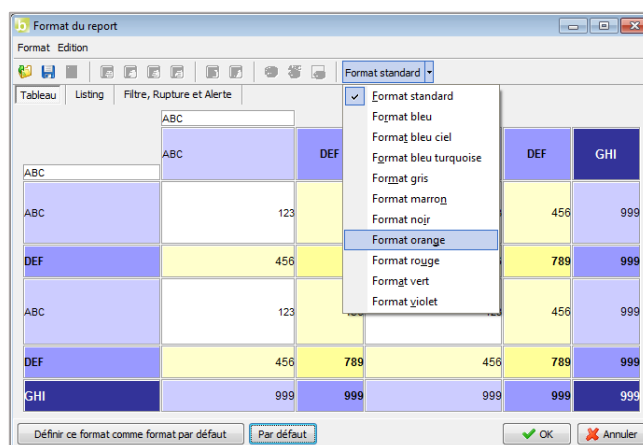 Format du report
Format Edition
Format standard
Tableau Listing Filtre, Rupture et Alerte
Format standard
Format bleu
Format bleu ciel
Format bleu turquoise
Format gris
Format marron
Format noir
Format orange
Format rouge
Format vert
Format violet
ABC
ABC DEF DEF GHI
ABC
ABC 123 456 999
DEF 456 789 999
ABC 123 456 999
DEF 456 789 456 789 999
GHI 999 999 999 999 999
Définir ce format comme format par défaut Par défaut OK Annuler